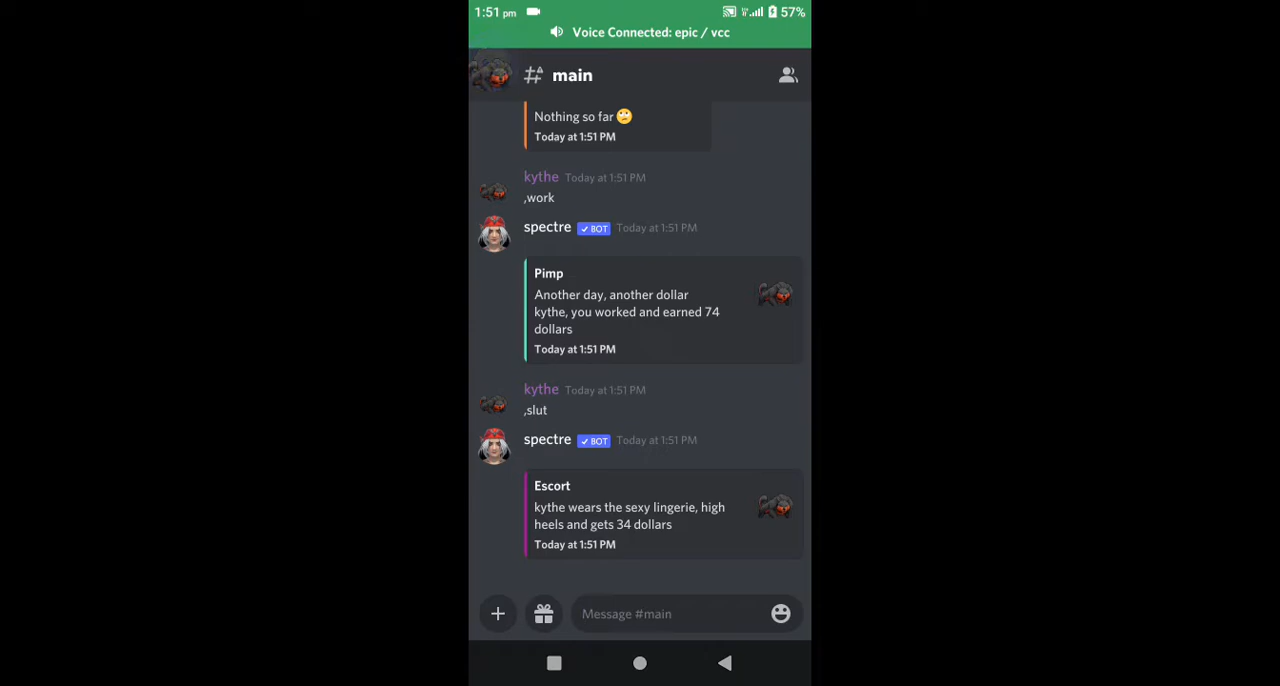 1:51 pm 57%
Voice Connected: epic / vcc
# main
Nothing so far 🙄
Today at 1:51 PM
kythe Today at 1:51 PM
,work
spectre ✓ BOT Today at 1:51 PM
Pimp
Another day, another dollar
kythe, you worked and earned 74
dollars
Today at 1:51 PM
kythe Today at 1:51 PM
,slut
spectre ✓ BOT Today at 1:51 PM
Escort
kythe wears the sexy lingerie, high
heels and gets 34 dollars
Today at 1:51 PM
Message #main